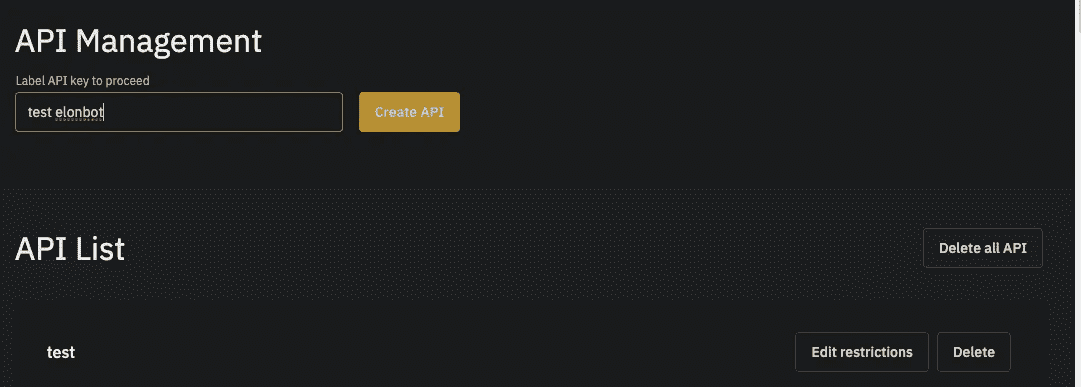 API Management
Label API key to proceed
test elonbot
Create API
API List
Delete all API
test
Edit restrictions
Delete